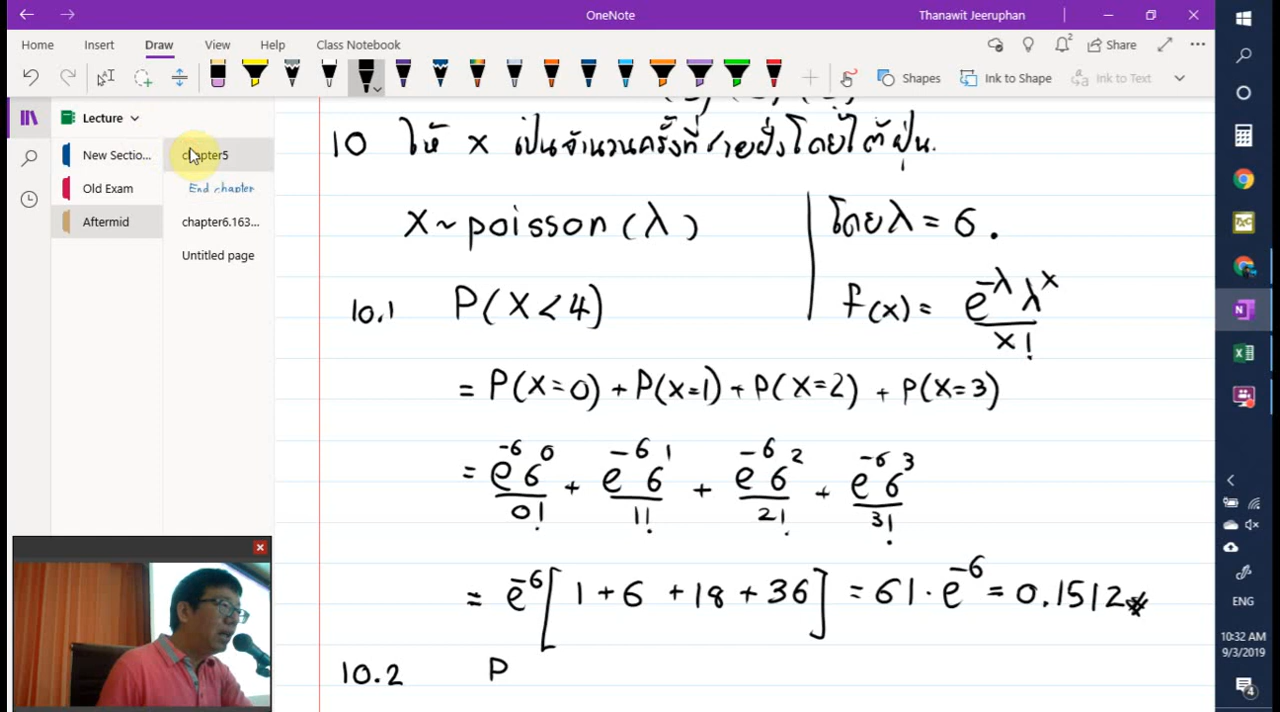 OneNote
Thanawit Jeeruphan
Home Insert Draw View Help Class Notebook
Share
Shapes
Ink to Shape
Ink to Text
Lecture
New Sectio...
Old Exam
Aftermid
chapter5
End chapter
chapter6.163...
Untitled page
10 ให้ x เป็นจำนวนครั้งที่ชายฝั่งโดนไต้ฝุ่น.
X~poisson(λ)
โดย λ = 6.
10.1 P(X<4)
f(x) = e^-λ λ^x / x!
= P(X=0) + P(X=1) + P(X=2) + P(X=3)
= e^-6 6^0 / 0! + e^-6 6^1 / 1! + e^-6 6^2 / 2! + e^-6 6^3 / 3!
= e^-6 [1+6 +18+36] = 61·e^-6 = 0.1512*
10.2 P
ENG
10:32 AM
9/3/2019
4